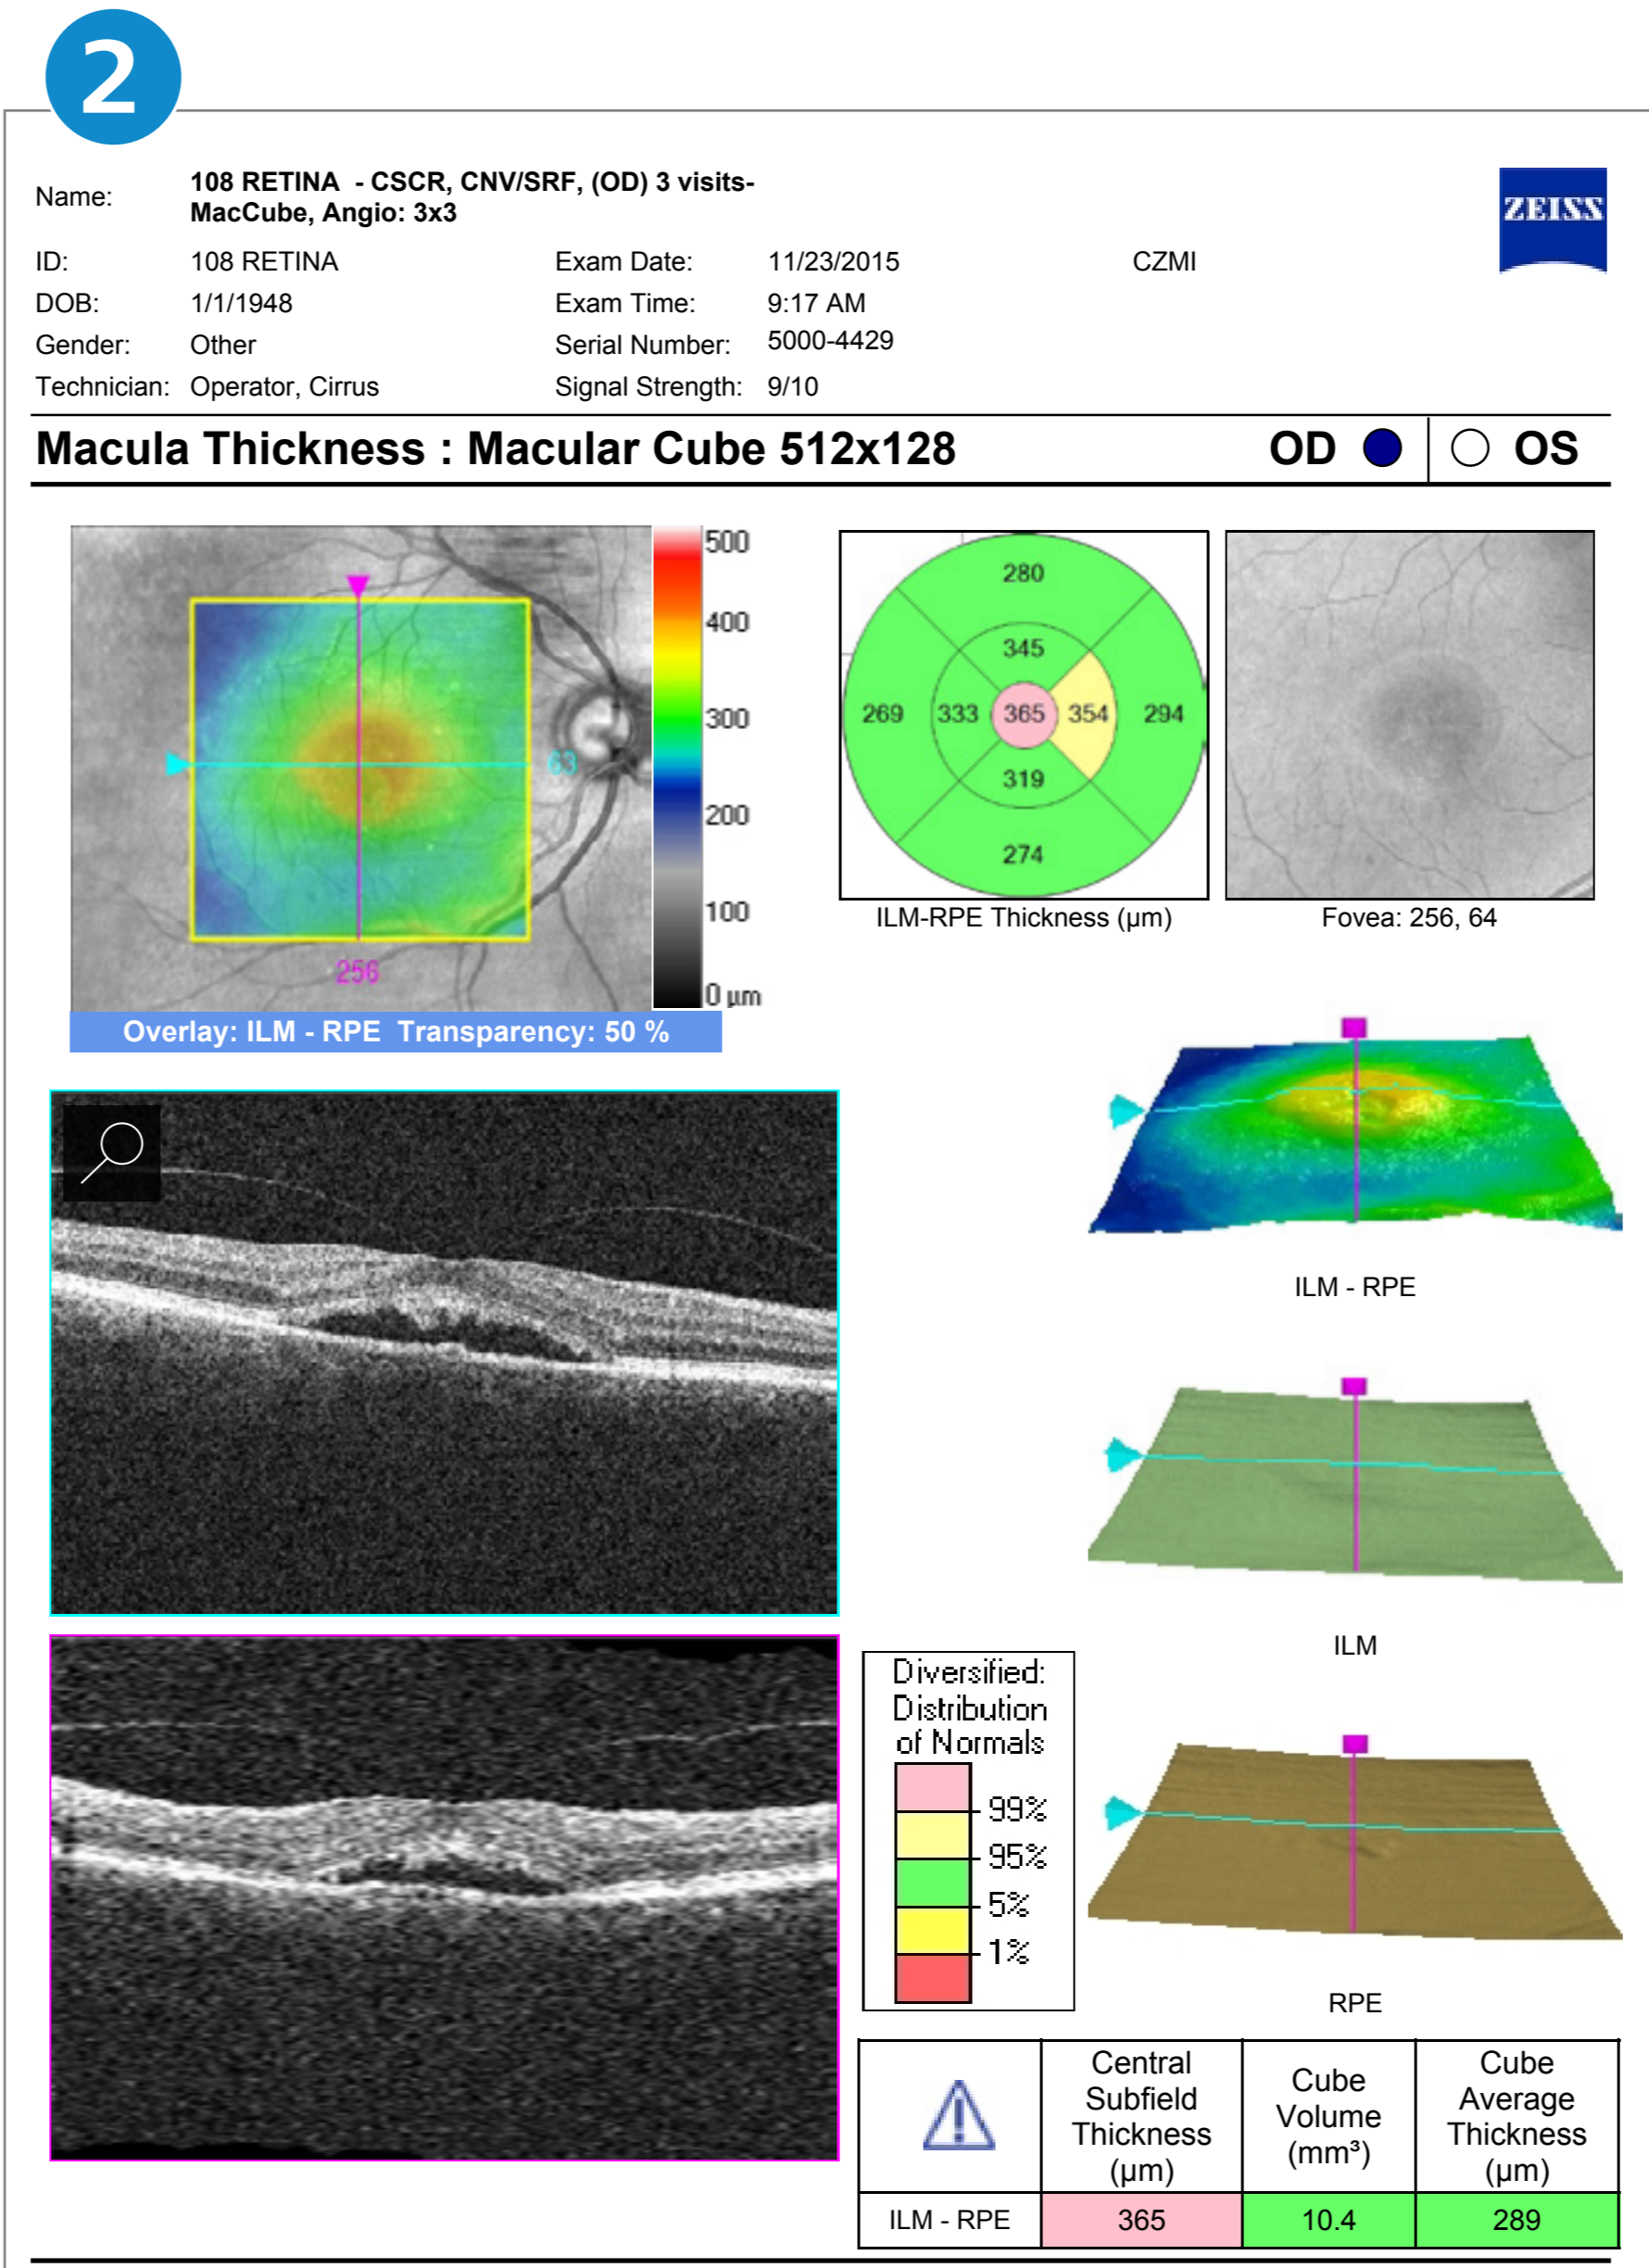 2
Name: 108 RETINA - CSCR, CNV/SRF, (OD) 3 visits-
MacCube, Angio: 3x3
ZEISS
ID: 108 RETINA Exam Date: 11/23/2015 CZMI
DOB: 1/1/1948 Exam Time: 9:17 AM
Gender: Other Serial Number: 5000-4429
Technician: Operator, Cirrus Signal Strength: 9/10
Macula Thickness : Macular Cube 512x128 OD OS
63
256
500
400
300
200
100
0 µm
Overlay: ILM - RPE Transparency: 50 %
280
345
269 333 365 354 294
319
274
ILM-RPE Thickness (µm)
Fovea: 256, 64
ILM - RPE
ILM
RPE
Diversified:
Distribution
of Normals
99%
95%
5%
1%
Central
Subfield
Thickness
(µm)
Cube
Volume
(mm³)
Cube
Average
Thickness
(µm)
ILM - RPE 365 10.4 289